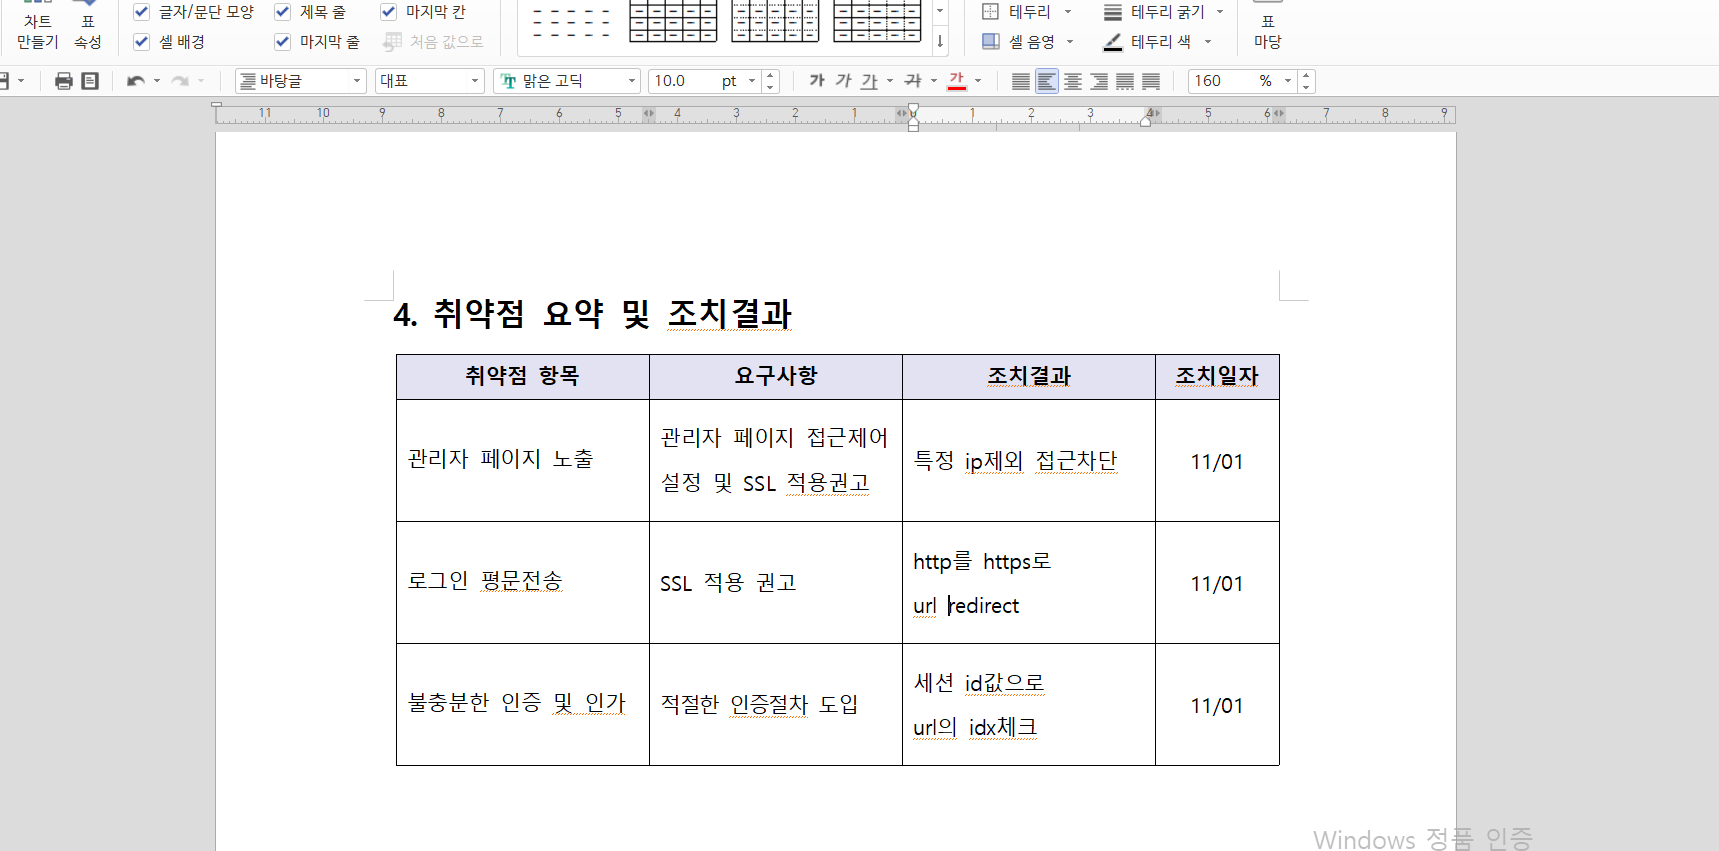 글자/문단 모양
제목 줄
마지막 칸
차트
만들기
표
속성
셀 배경
마지막 줄
처음 값으로
테두리
테두리 굵기
셀 음영
테두리 색
표
마당
바탕글
대표
맑은 고딕
10.0 pt
가 가 가 가 가
160 %
11 10 9 8 7 6 5 4 3 2 1 0 1 2 3 4 5 6 7 8 9
4. 취약점 요약 및 조치결과
취약점 항목
요구사항
조치결과
조치일자
관리자 페이지 노출
관리자 페이지 접근제어
설정 및 SSL 적용권고
특정 ip제외 접근차단
11/01
로그인 평문전송
SSL 적용 권고
http를 https로
url redirect
11/01
불충분한 인증 및 인가
적절한 인증절차 도입
세션 id값으로
url의 idx체크
11/01
Windows 정품 인증